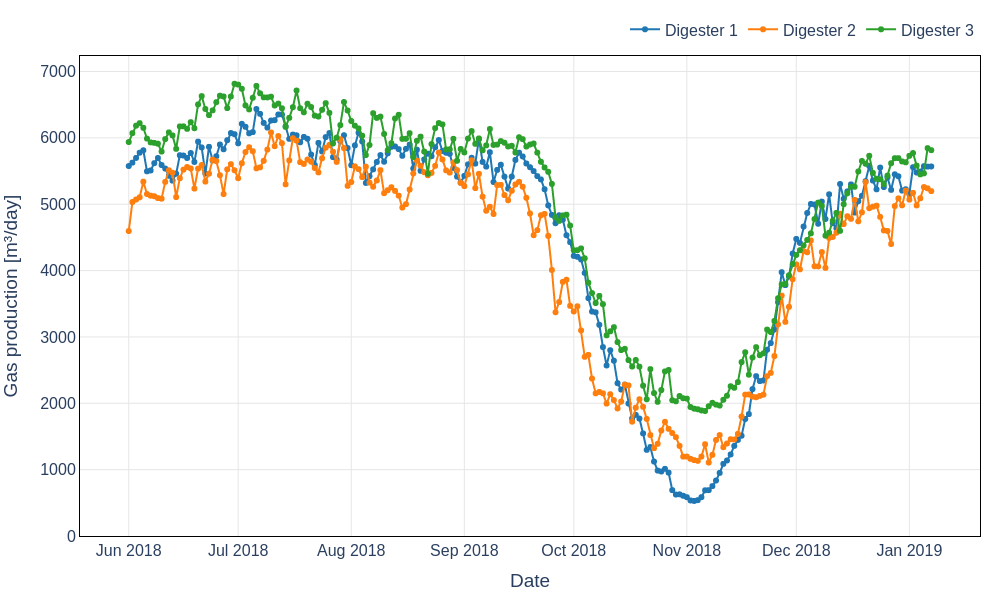 Digester 1 Digester 2 Digester 3
Gas production [m³/day]
7000
6000
5000
4000
3000
2000
1000
0
Jun 2018 Jul 2018 Aug 2018 Sep 2018 Oct 2018 Nov 2018 Dec 2018 Jan 2019
Date